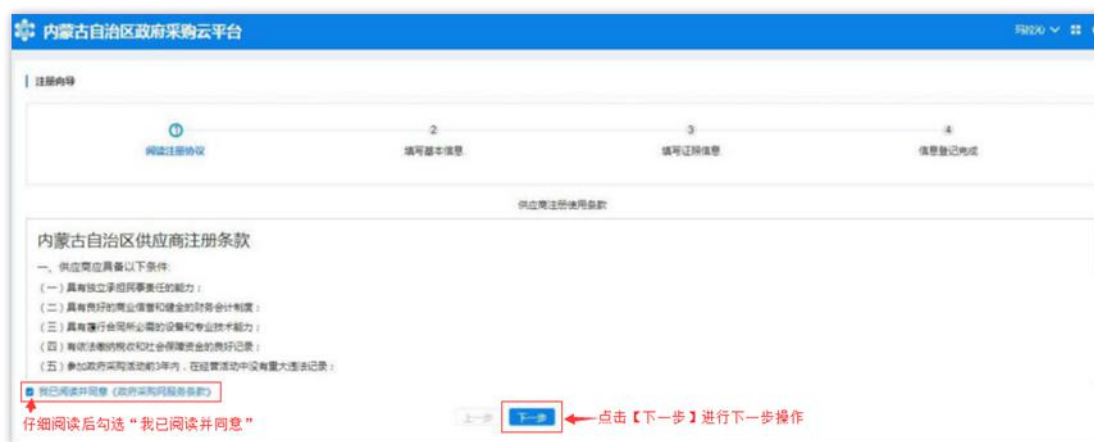 内蒙古自治区政府采购云平台
注册向导
1
2
3
4
阅读注册协议
填写基本信息
填写证照信息
信息登记完成
供应商注册使用条款
内蒙古自治区供应商注册条款
一、供应商应具备以下条件:
（一）具有独立承担民事责任的能力；
（二）具有良好的商业信誉和健全的财务会计制度；
（三）具有履行合同所必需的设备和专业技术能力；
（四）有依法缴纳税收和社会保障资金的良好记录；
（五）参加政府采购活动前3年内，在经营活动中没有重大违法记录；
我已阅读并同意《政府采购网服务条款》
仔细阅读后勾选“我已阅读并同意”
上一步
下一步
点击【下一步】进行下一步操作